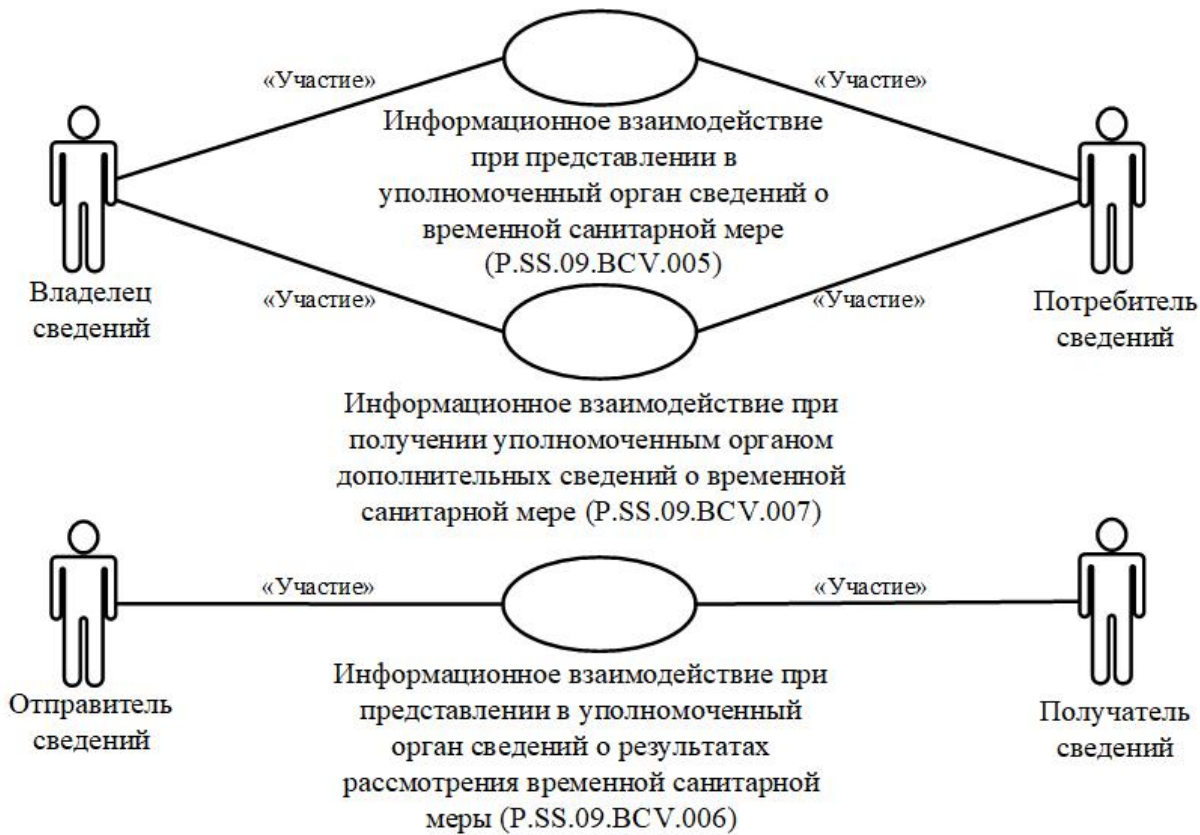 «Участие»
«Участие»
Информационное взаимодействие
при представлении в
уполномоченный орган сведений о
временной санитарной мере
(P.SS.09.BCV.005)
Владелец
сведений
«Участие»
«Участие»
Потребитель
сведений
Информационное взаимодействие при
получении уполномоченным органом
дополнительных сведений о временной
санитарной мере (P.SS.09.BCV.007)
«Участие»
«Участие»
Отправитель
сведений
Информационное взаимодействие при
представлении в уполномоченный
орган сведений о результатах
рассмотрения временной санитарной
меры (P.SS.09.BCV.006)
Получатель
сведений